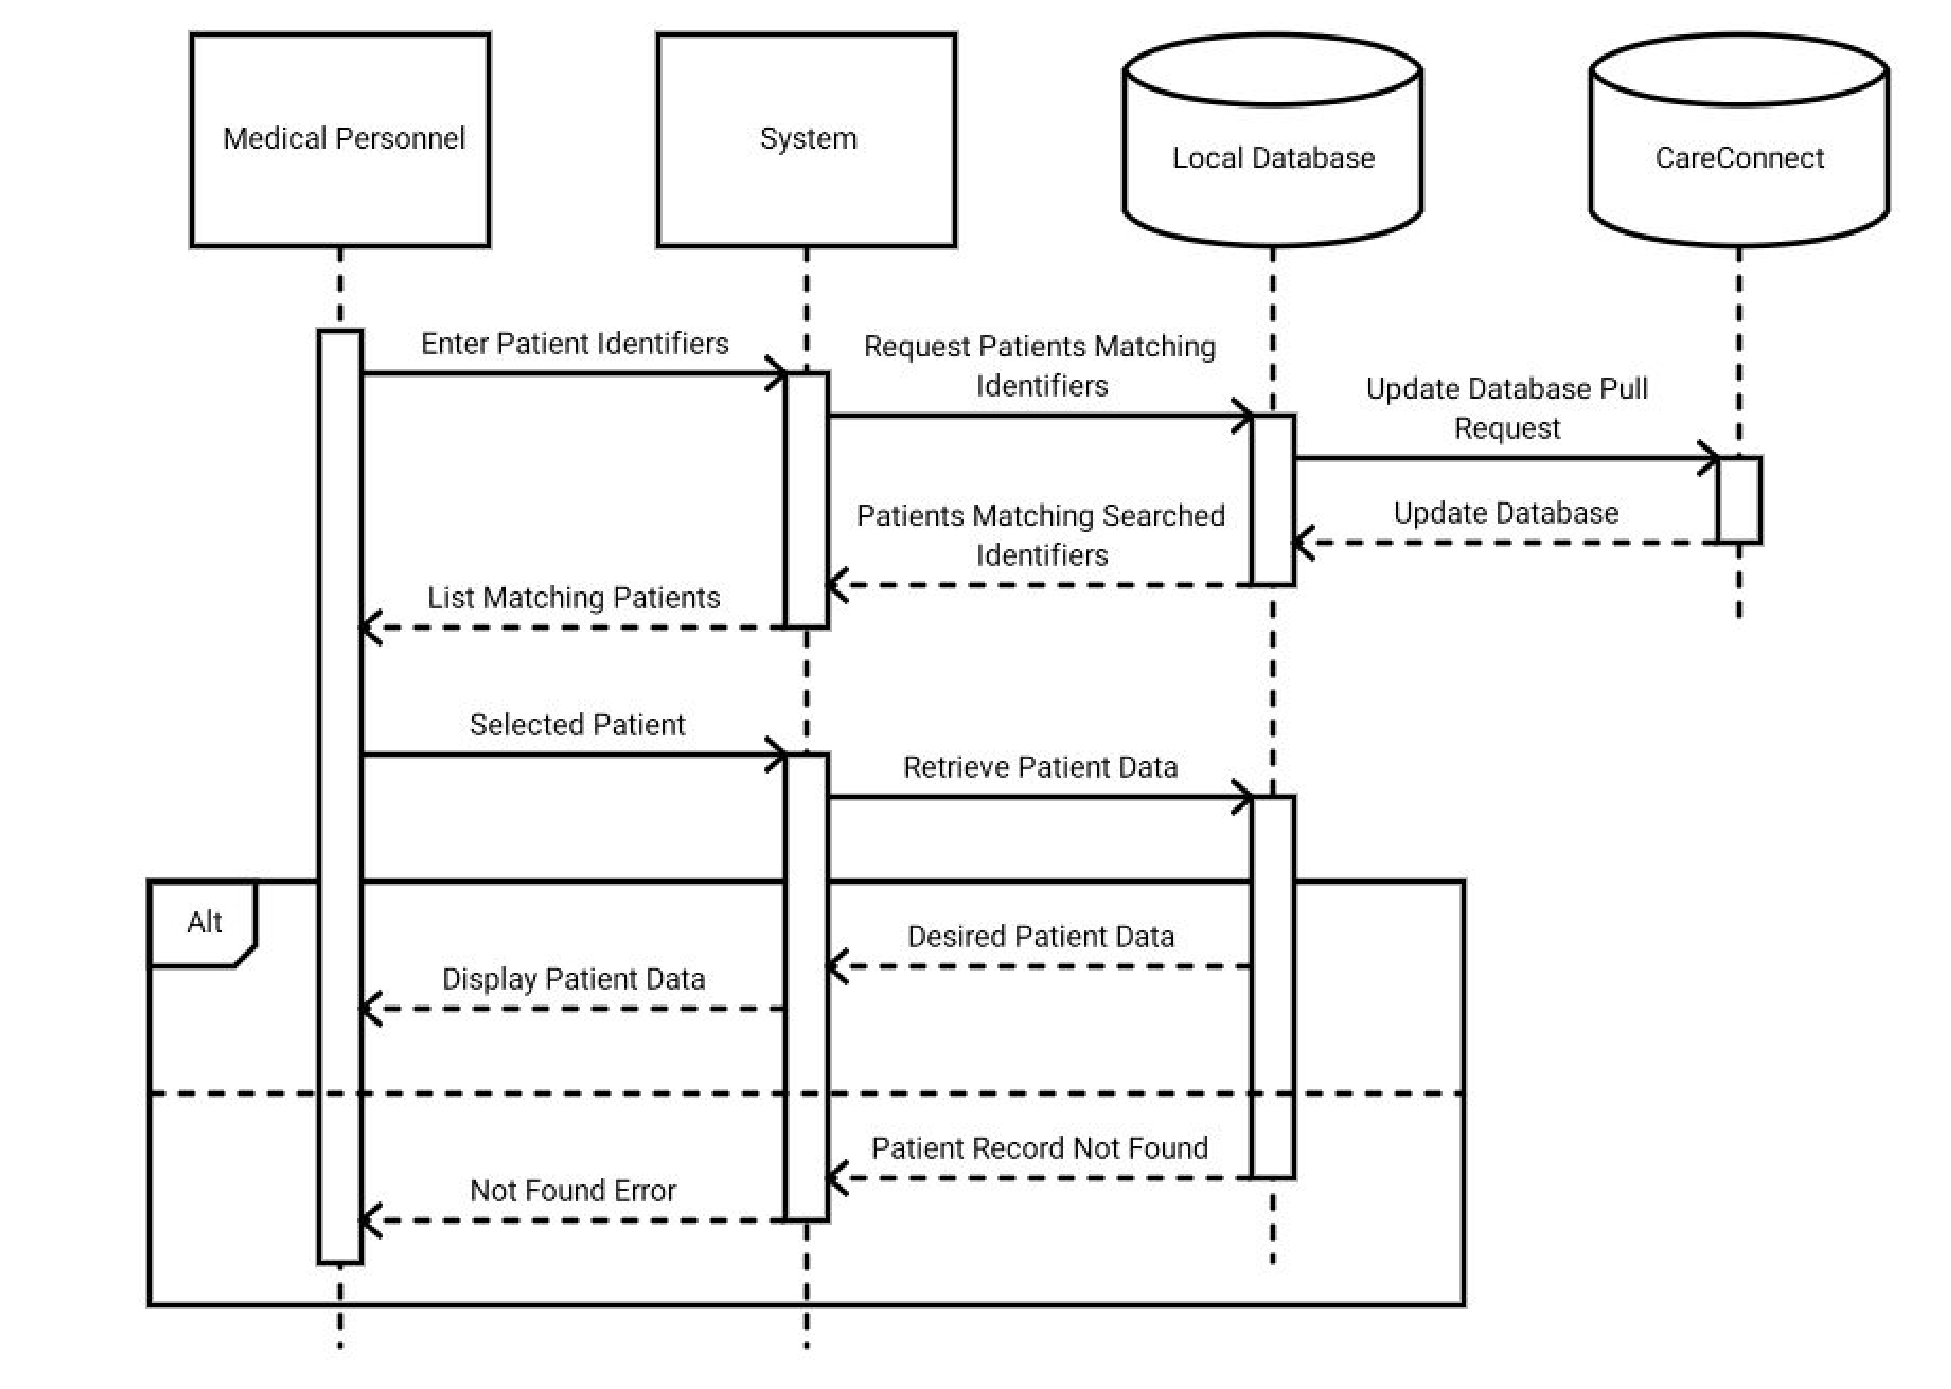 Medical Personnel
System
Local Database
CareConnect
Enter Patient Identifiers
Request Patients Matching
Identifiers
Update Database Pull
Request
Update Database
Patients Matching Searched
Identifiers
List Matching Patients
Selected Patient
Retrieve Patient Data
Alt
Desired Patient Data
Display Patient Data
Patient Record Not Found
Not Found Error